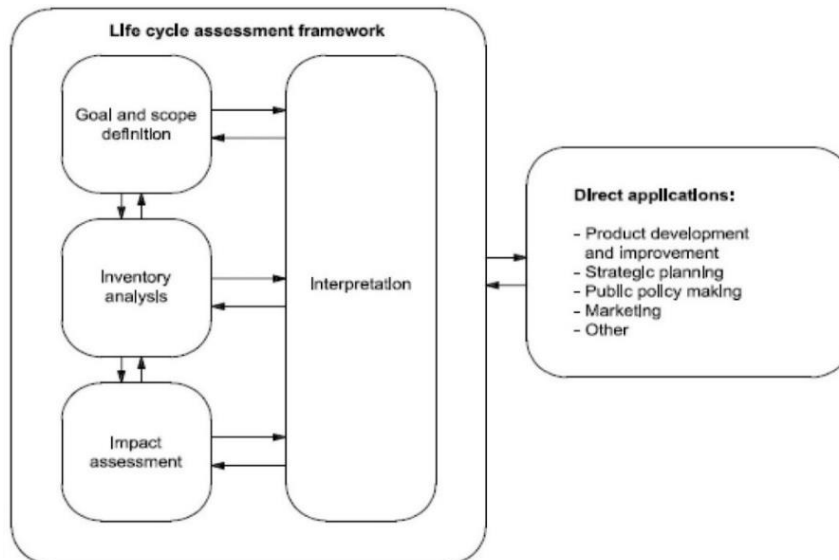 Life cycle assessment framework
Goal and scope
definition
Inventory
analysis
Impact
assessment
Interpretation
Direct applications:
- Product development
and improvement
- Strategic planning
- Public policy making
- Marketing
- Other